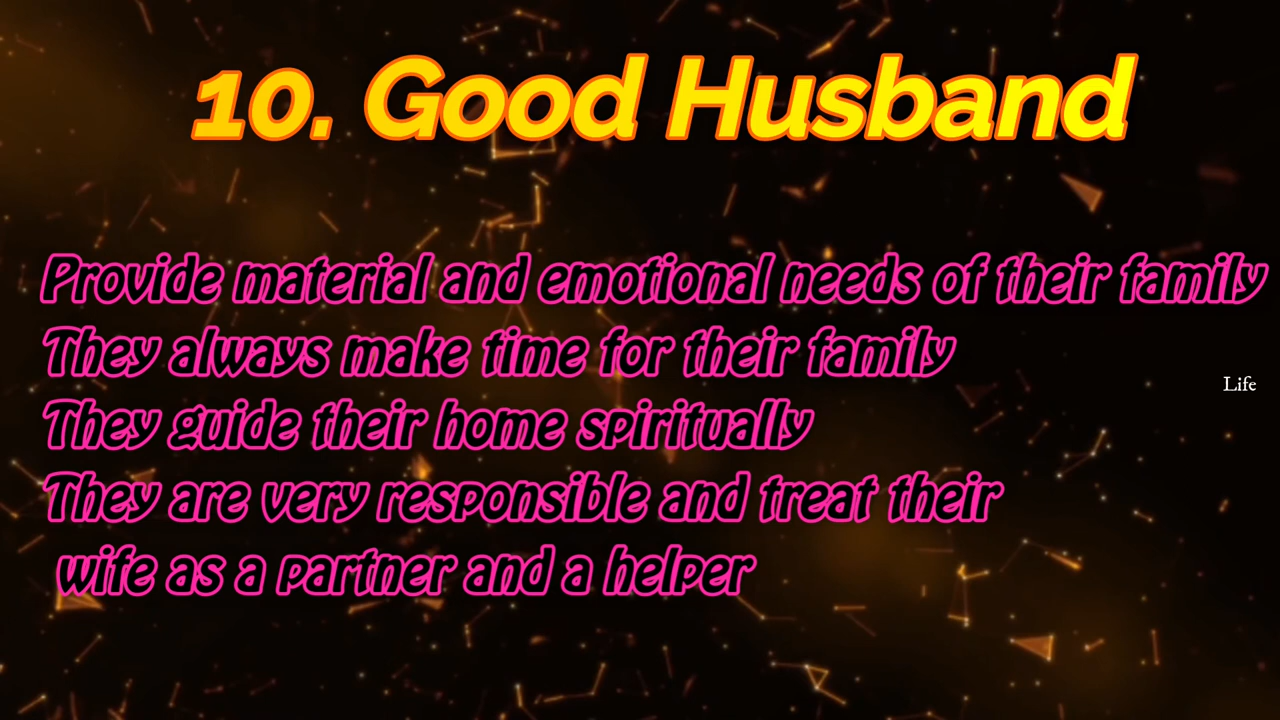 10. Good Husband
Provide material and emotional needs of their family
They always make time for their family
Life
They guide their home spiritually
They are very responsible and treat their
wife as a partner and a helper